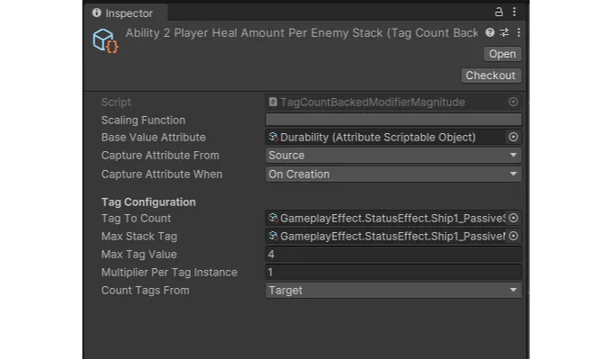 Inspector
Ability 2 Player Heal Amount Per Enemy Stack (Tag Count Back
Open
Checkout
Script TagCountBackedModifierMagnitude
Scaling Function
Base Value Attribute Durability (Attribute Scriptable Object)
Capture Attribute From Source
Capture Attribute When On Creation
Tag Configuration
Tag To Count GameplayEffect.StatusEffect.Ship1_PassiveS
Max Stack Tag GameplayEffect.StatusEffect.Ship1_PassiveM
Max Tag Value 4
Multiplier Per Tag Instance 1
Count Tags From Target